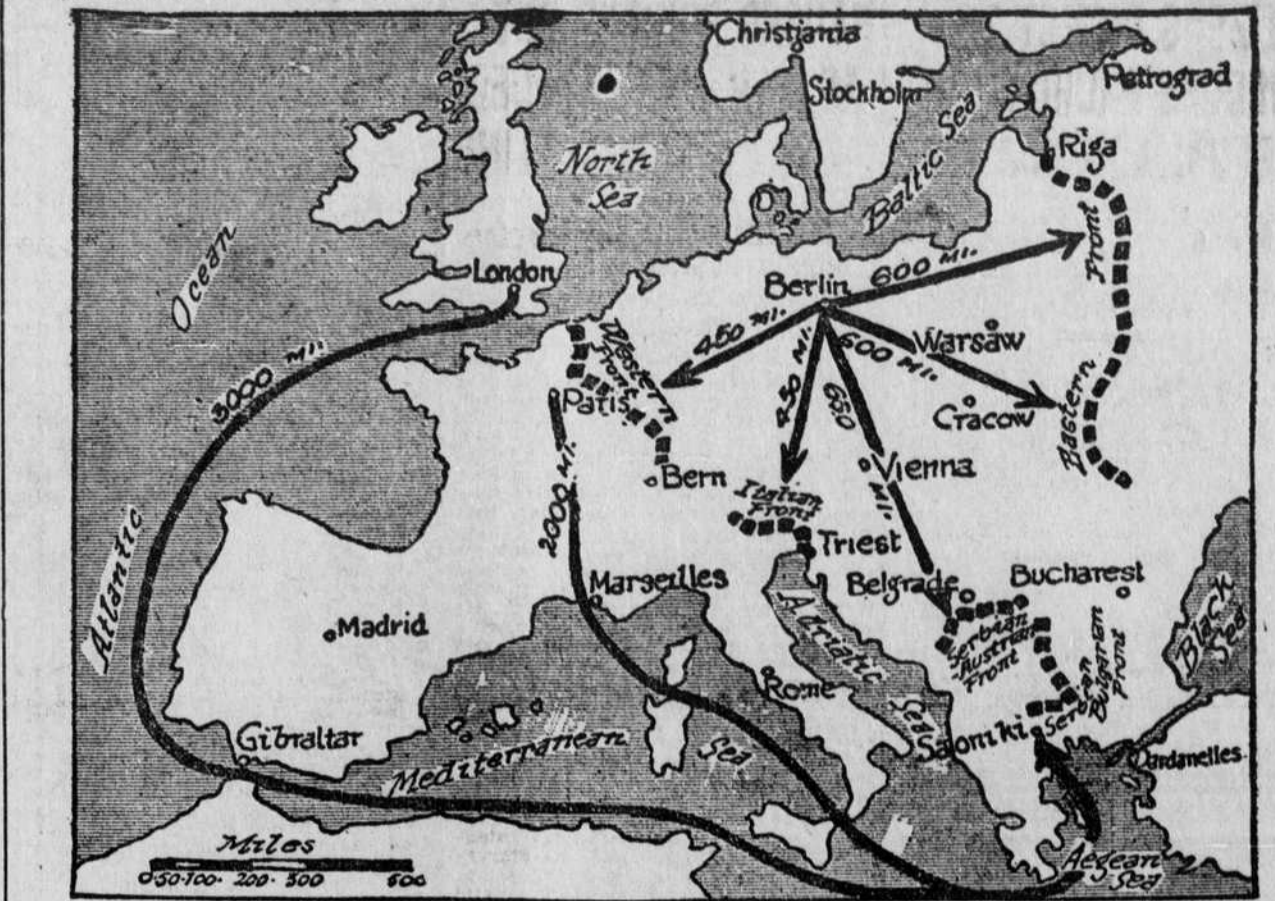 Christiania
Stockholm
Petrograd
Baltic Sea
Riga
North
Sea
Front
Eastern
Ocean
London
Berlin
600 MI.
450 MI.
Western
Front
Warsaw
600 MI.
3000 MI.
Paris
Cracow
650
MI.
Vienna
Bern
Italian
Front
2000 MI.
Triest
Atlantic
Marseilles
Belgrade
Bucharest
Black
Sea
Madrid
Adriatic
Sea
Serbian
Austrian
Front
Serbian
Bulgarian
Front
Rome
Gibraltar
Saloniki
Dardanelles
Mediterranean
Sea
Miles
0-50-100- 200- 300 600
Aegean
Sea